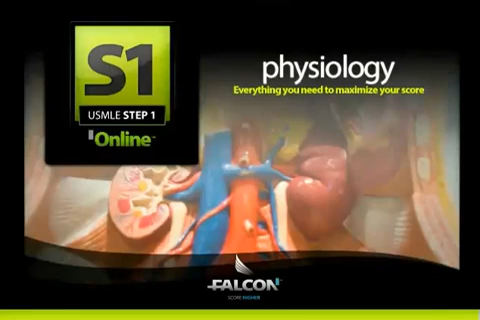 S1
USMLE STEP 1
Online
physiology
Everything you need to maximize your score
FALCON
SCORE HIGHER